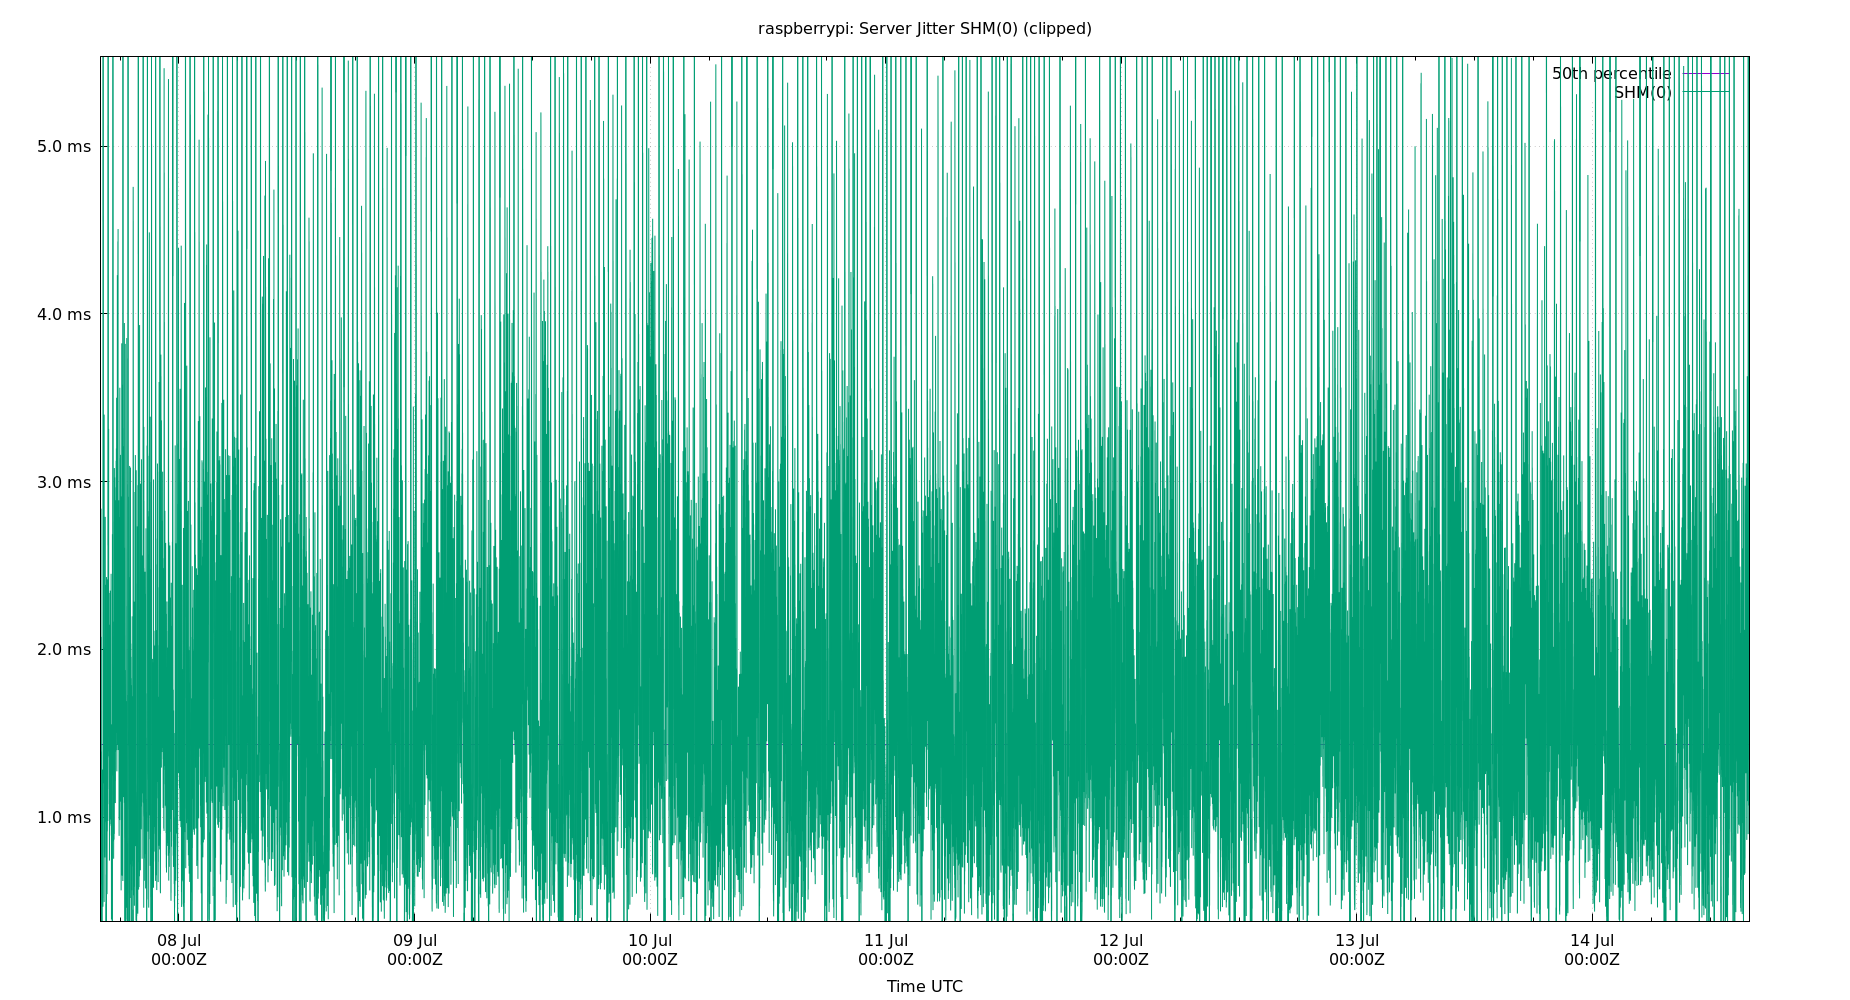 raspberrypi: Server Jitter SHM(0) (clipped)
50th percentile
SHM(0)
5.0 ms
4.0 ms
3.0 ms
2.0 ms
1.0 ms
08 Jul 09 Jul 10 Jul 11 Jul 12 Jul 13 Jul 14 Jul
00:00Z 00:00Z 00:00Z 00:00Z 00:00Z 00:00Z 00:00Z
Time UTC